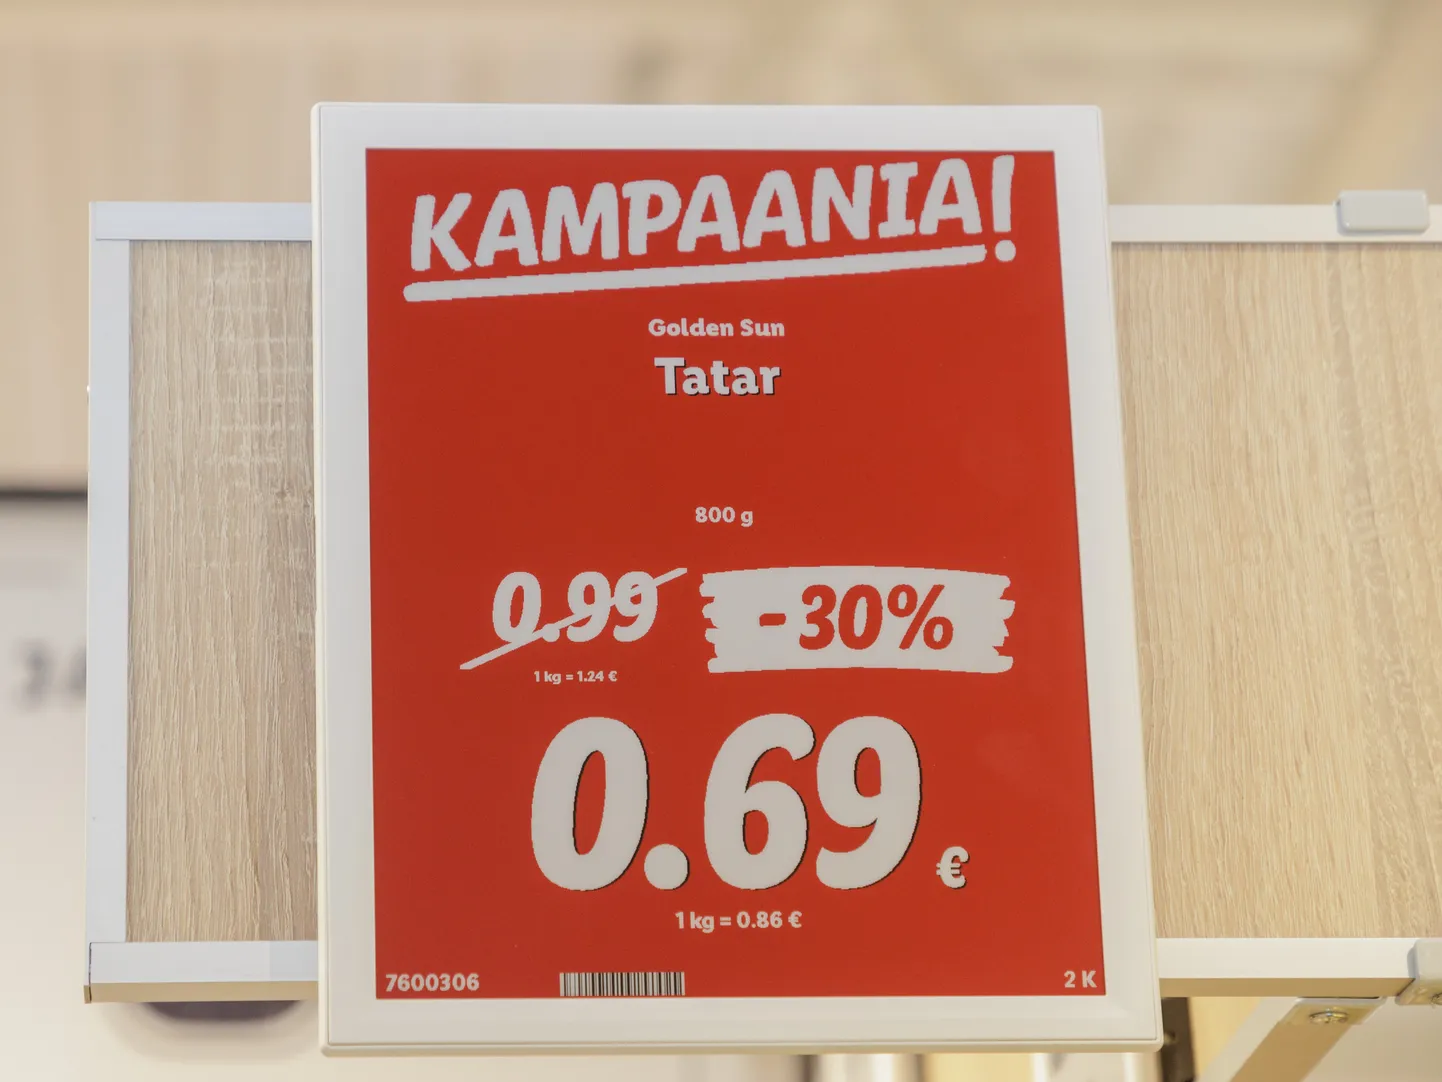 KAMPAANIA!
Golden Sun
Tatar
800 g
0.99 -30%
1 kg = 1.24 €
0.69 €
1 kg = 0.86 €
7600306 2 K